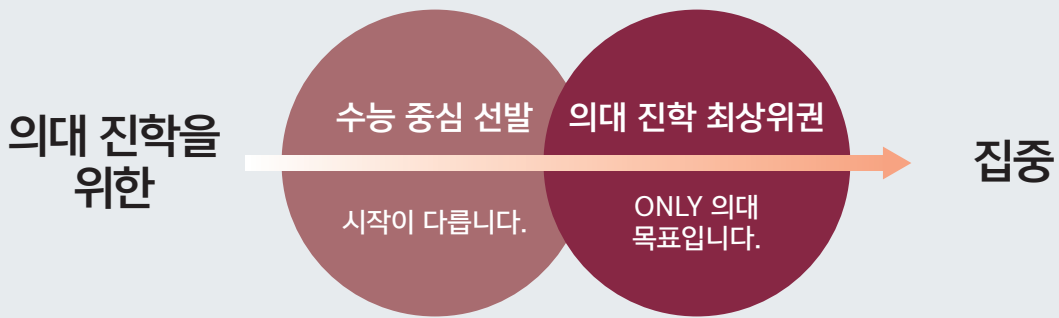 의대 진학을
위한
수능 중심 선발
시작이 다릅니다.
의대 진학 최상위권
ONLY 의대
목표입니다.
집중